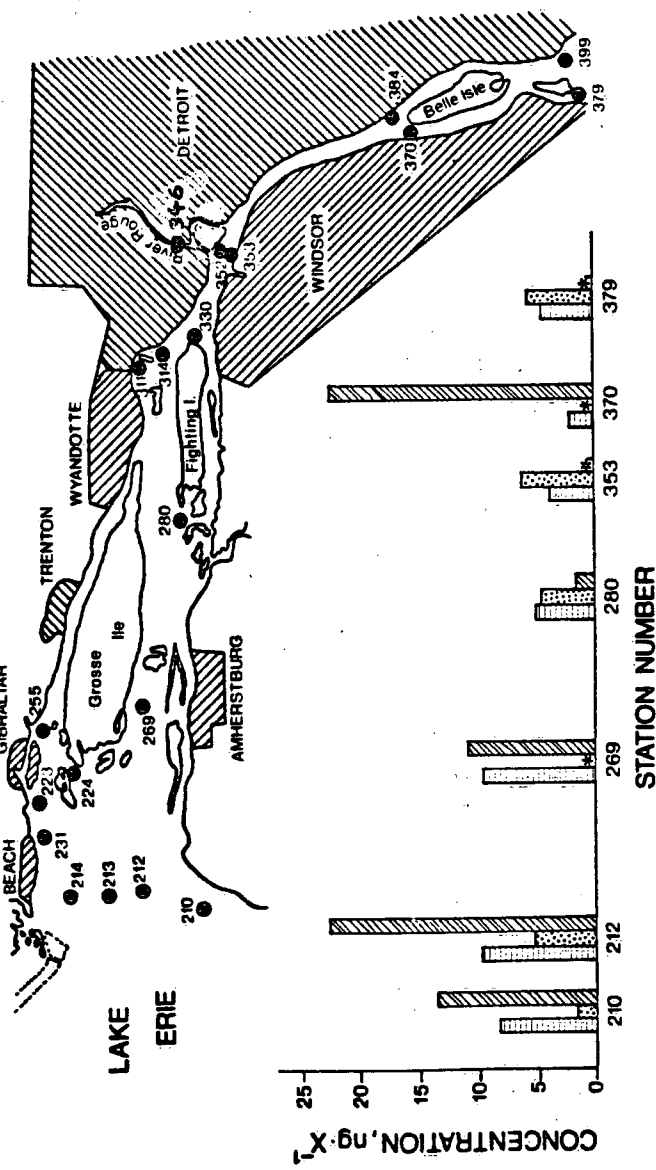 BEACH
GIBRALTAR
223
255
231
224
214
213
212
210
LAKE
ERIE
TRENTON
WYANDOTTE
Grosse
Ile
269
AMHERSTBURG
280
Fighting I.
314
330
346
352
353
DETROIT
WINDSOR
370
384
Belle Isle
399
379
CONCENTRATION, ng·X⁻¹
25
20
15
10
5
0
*
*
*
*
210
212
269
280
353
370
379
STATION NUMBER